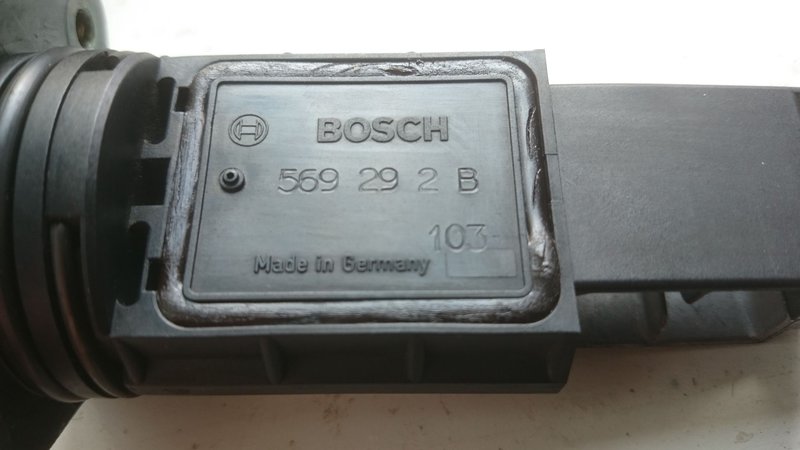 BOSCH
569 29 2 B
103
Made in Germany